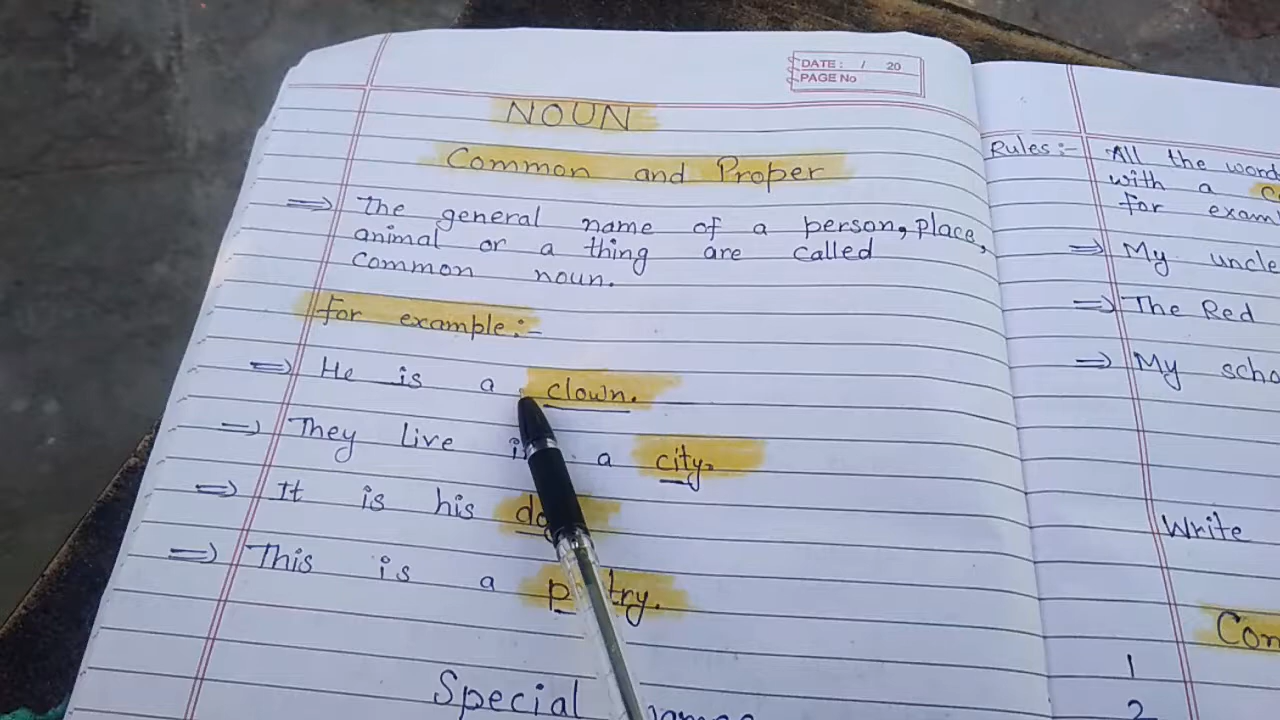 DATE: / 20
PAGE No
NOUN
Common and Proper
⇒ The general name of a person, place,
animal or a thing are called
common noun.
for example:-
⇒ He is a clown.
⇒ They live a city.
⇒ It is his
⇒ This is a
Special
Rules:- All the word
with a
for exam
⇒ My uncle
⇒ The Red
⇒ My scho
Write
Con
1
2